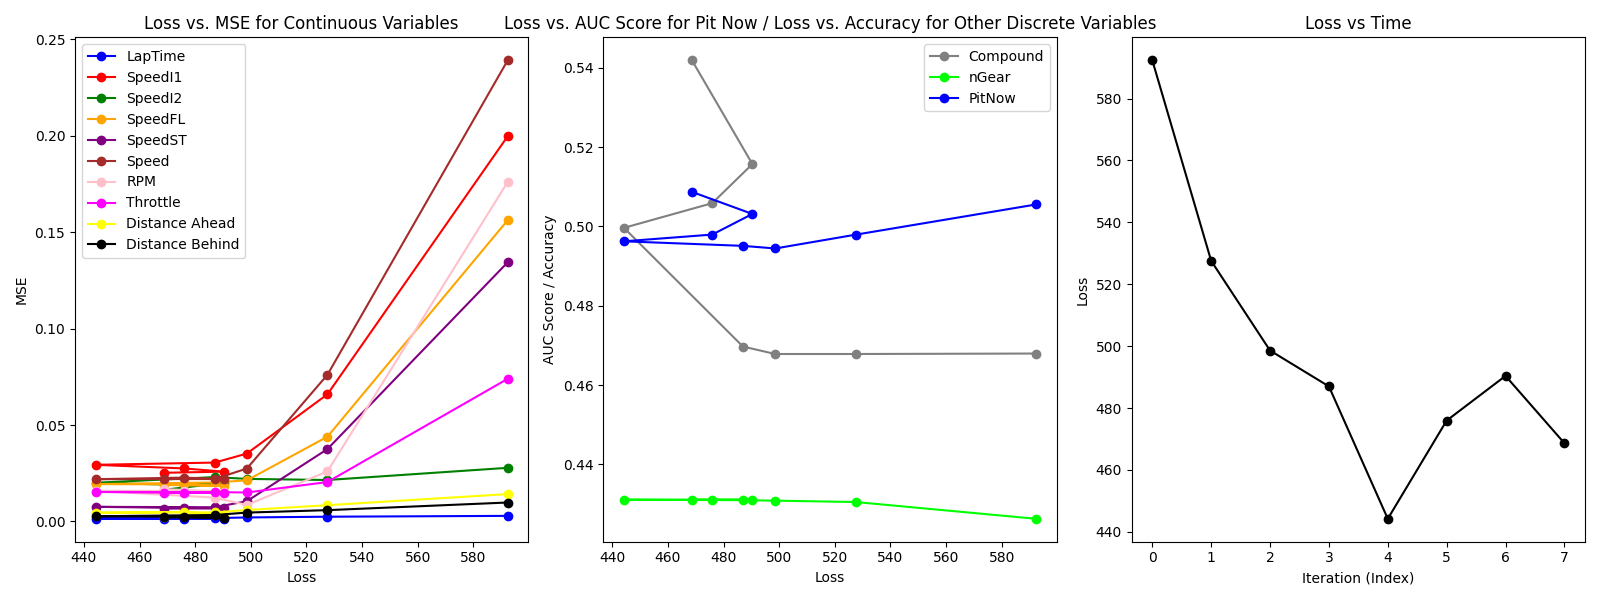 Loss vs. MSE for Continuous Variables
0.25
0.20
0.15
0.10
0.05
0.00
MSE
LapTime
SpeedI1
SpeedI2
SpeedFL
SpeedST
Speed
RPM
Throttle
Distance Ahead
Distance Behind
440 460 480 500 520 540 560 580
Loss
Loss vs. AUC Score for Pit Now / Loss vs. Accuracy for Other Discrete Variables
0.54
0.52
0.50
0.48
0.46
0.44
AUC Score / Accuracy
Compound
nGear
PitNow
440 460 480 500 520 540 560 580
Loss
Loss vs Time
580
560
540
520
500
480
460
440
Loss
0 1 2 3 4 5 6 7
Iteration (Index)